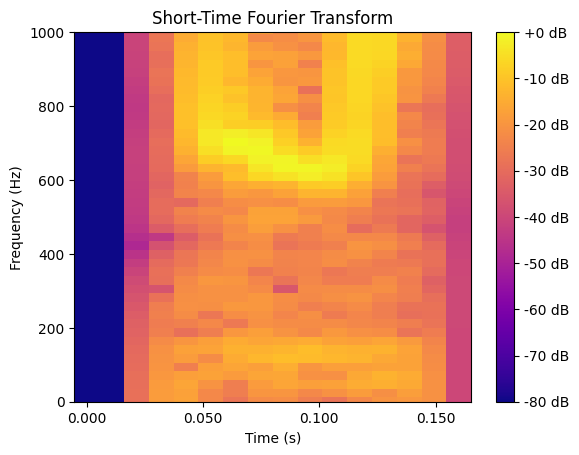 Short-Time Fourier Transform
1000
800
600
400
200
0
Frequency (Hz)
0.000
0.050
0.100
0.150
Time (s)
+0 dB
-10 dB
-20 dB
-30 dB
-40 dB
-50 dB
-60 dB
-70 dB
-80 dB